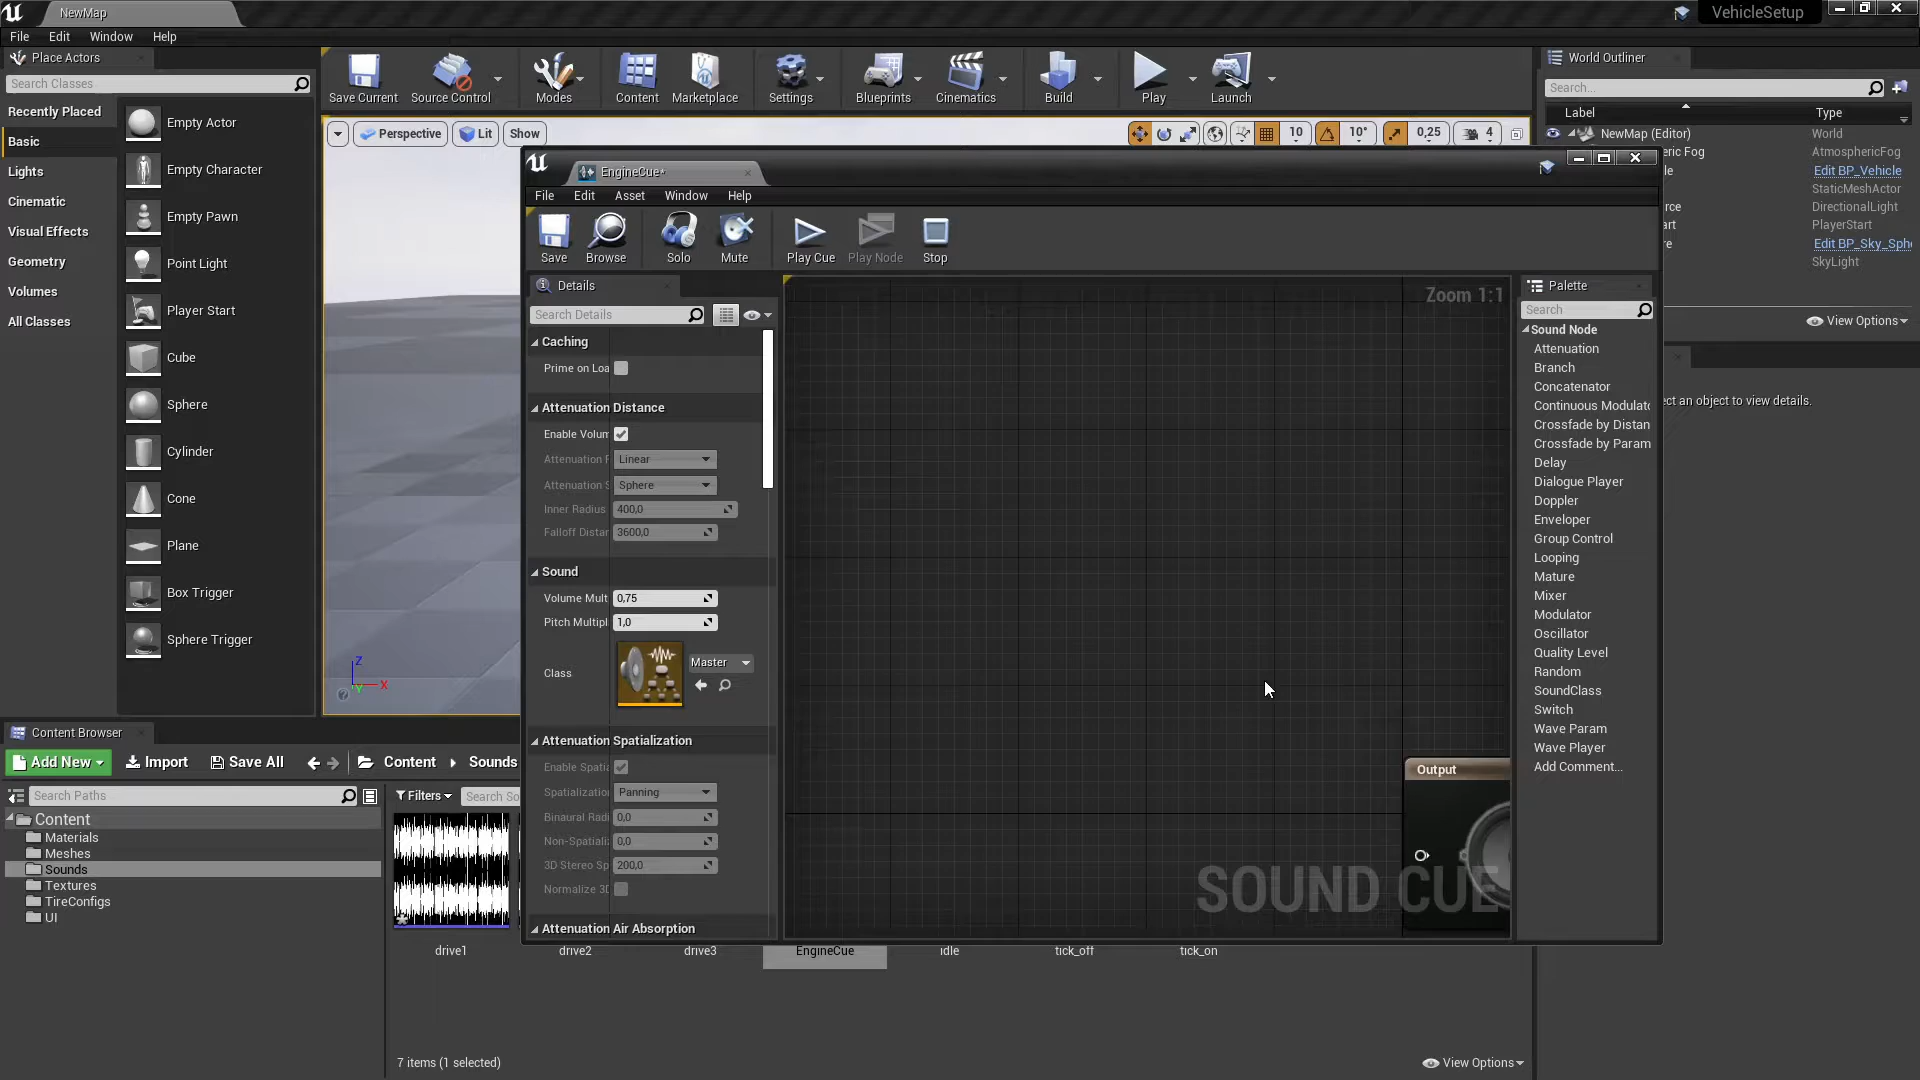 NewMap
VehicleSetup
File Edit Window Help
Place Actors
Search Classes
Recently Placed
Basic
Lights
Cinematic
Visual Effects
Geometry
Volumes
All Classes
Empty Actor
Empty Character
Empty Pawn
Point Light
Player Start
Cube
Sphere
Cylinder
Cone
Plane
Box Trigger
Sphere Trigger
Save Current
Source Control
Modes
Content
Marketplace
Settings
Blueprints
Cinematics
Build
Play
Launch
Perspective
Lit
Show
10
10°
0,25
4
Z
X
Y
World Outliner
Search...
Label Type
NewMap (Editor) World
eric Fog AtmosphericFog
le Edit BP_Vehicle
StaticMeshActor
rce DirectionalLight
art PlayerStart
re Edit BP_Sky_Sph
SkyLight
View Options
ect an object to view details.
EngineCue*
File Edit Asset Window Help
Save
Browse
Solo
Mute
Play Cue
Play Node
Stop
Details
Search Details
Caching
Prime on Loa
Attenuation Distance
Enable Volum
Attenuation F Linear
Attenuation S Sphere
Inner Radius 400,0
Falloff Distar 3600,0
Sound
Volume Mult 0,75
Pitch Multipl 1,0
Class
Master
Attenuation Spatialization
Enable Spatia
Spatialization Panning
Binaural Radi 0,0
Non-Spatializ 0,0
3D Stereo Sp 200,0
Normalize 3D
Attenuation Air Absorption
Zoom 1:1
Output
SOUND CUE
Palette
Search
Sound Node
Attenuation
Branch
Concatenator
Continuous Modulato
Crossfade by Distan
Crossfade by Param
Delay
Dialogue Player
Doppler
Enveloper
Group Control
Looping
Mature
Mixer
Modulator
Oscillator
Quality Level
Random
SoundClass
Switch
Wave Param
Wave Player
Add Comment...
Content Browser
Add New
Import
Save All
Content
Sounds
Search Paths
Filters
Search So
Content
Materials
Meshes
Sounds
Textures
TireConfigs
UI
drive1
drive2
drive3
EngineCue
idle
tick_off
tick_on
7 items (1 selected)
View Options